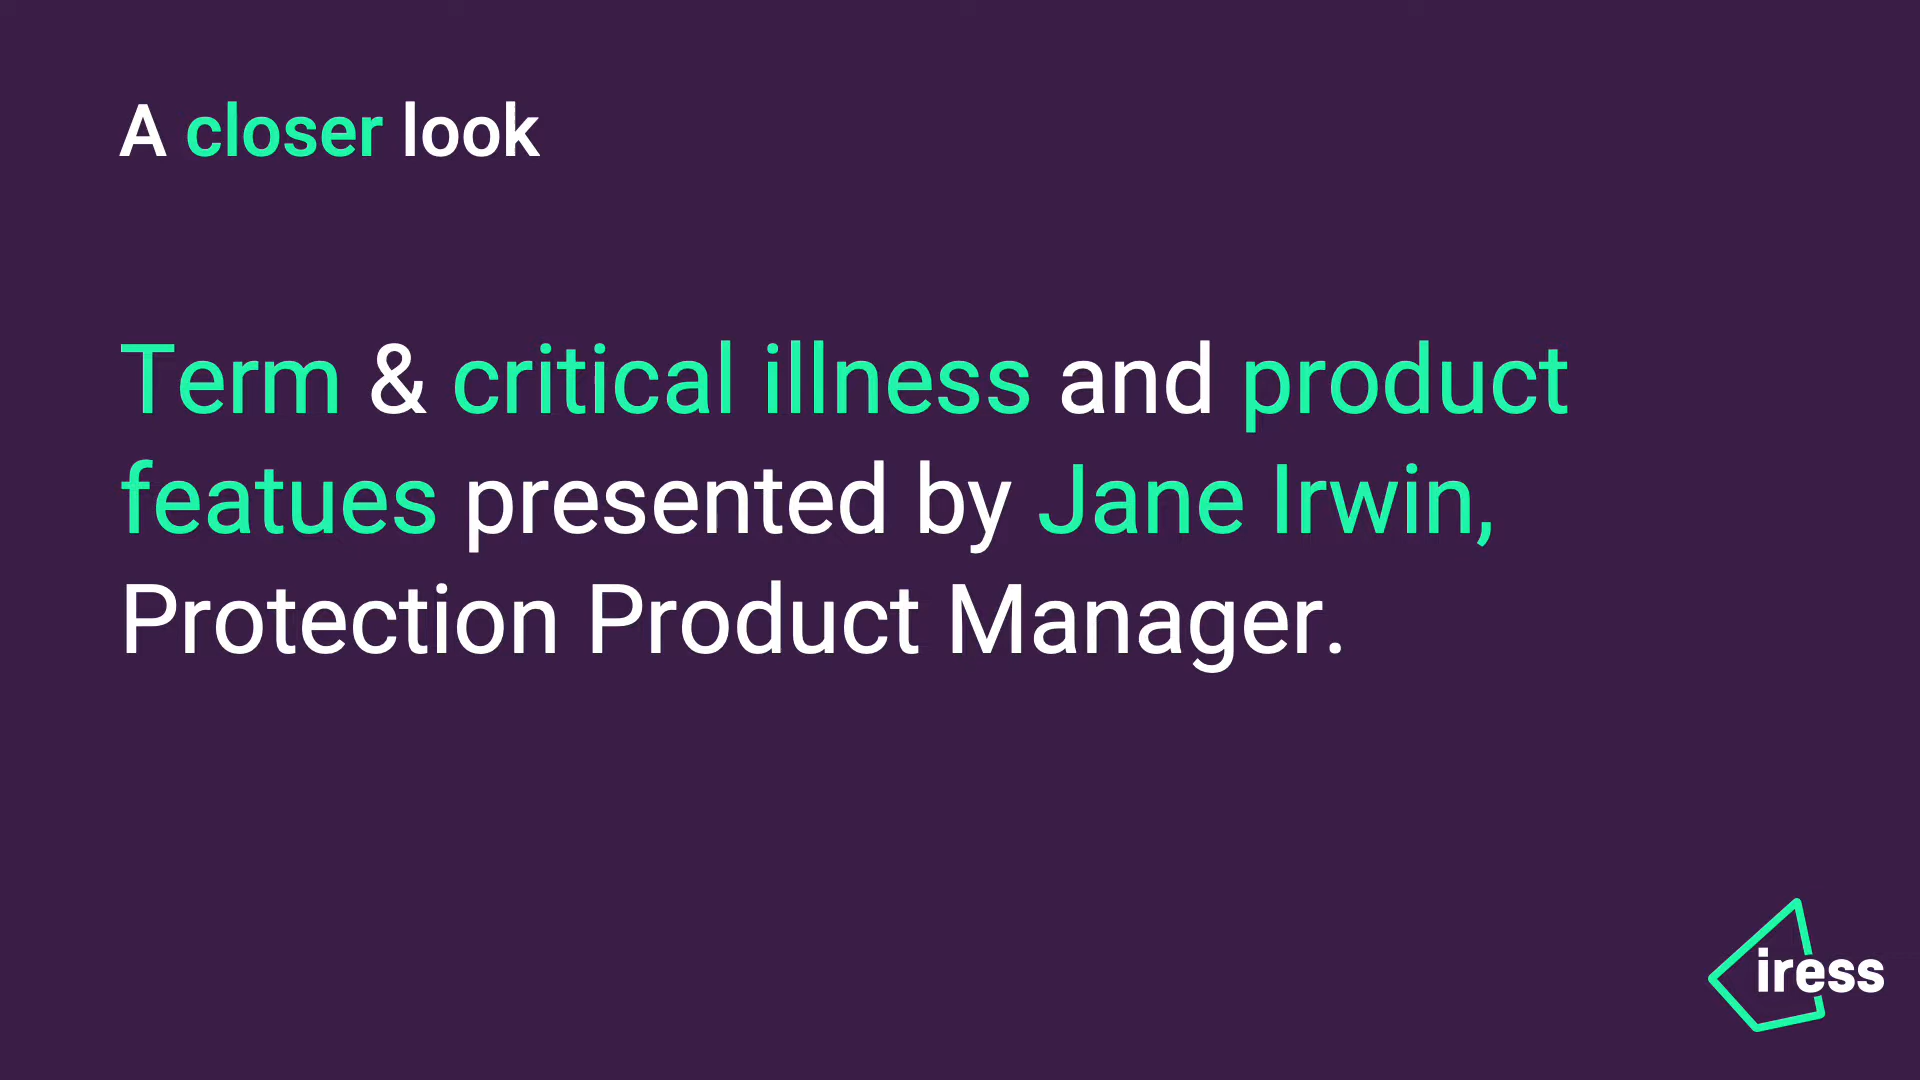 A closer look
Term & critical illness and product
featues presented by Jane Irwin,
Protection Product Manager.
iress